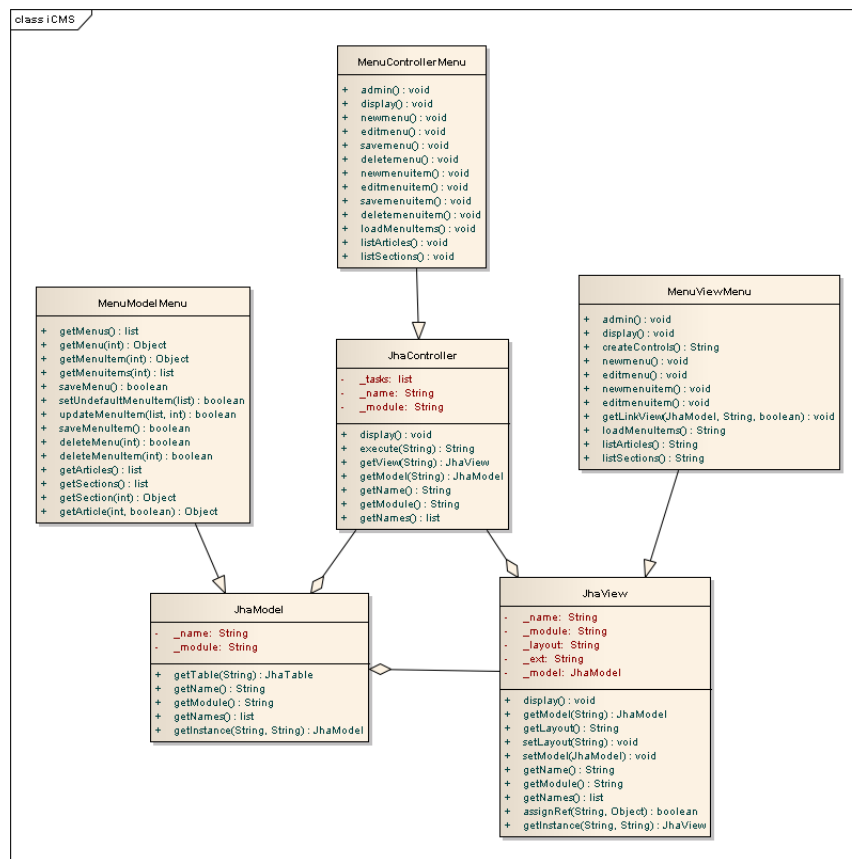 class iCMS
MenuControllerMenu
+ admin() : void
+ display() : void
+ newmenu() : void
+ editmenu() : void
+ savemenu() : void
+ deletemenu() : void
+ newmenuitem() : void
+ editmenuitem() : void
+ savemenuitem() : void
+ deletemenuitem() : void
+ loadMenuItems() : void
+ listArticles() : void
+ listSections() : void
MenuModelMenu
+ getMenus() : list
+ getMenu(int) : Object
+ getMenuItem(int) : Object
+ getMenuitems(int) : list
+ saveMenu() : boolean
+ setUndefaultMenuItem(list) : boolean
+ updateMenuItem(list, int) : boolean
+ saveMenuItem() : boolean
+ deleteMenu(int) : boolean
+ deleteMenuItem(int) : boolean
+ getArticles() : list
+ getSections() : list
+ getSection(int) : Object
+ getArticle(int, boolean) : Object
JhaController
- _tasks: list
- _name: String
- _module: String
+ display() : void
+ execute(String) : String
+ getView(String) : JhaView
+ getModel(String) : JhaModel
+ getName() : String
+ getModule() : String
+ getNames() : list
MenuViewMenu
+ admin() : void
+ display() : void
+ createControls() : String
+ newmenu() : void
+ editmenu() : void
+ newmenuitem() : void
+ editmenuitem() : void
+ getLinkView(JhaModel, String, boolean) : void
+ loadMenuItems() : String
+ listArticles() : String
+ listSections() : String
JhaModel
- _name: String
- _module: String
+ getTable(String) : JhaTable
+ getName() : String
+ getModule() : String
+ getNames() : list
+ getInstance(String, String) : JhaModel
JhaView
- _name: String
- _module: String
- _layout: String
- _ext: String
- _model: JhaModel
+ display() : void
+ getModel(String) : JhaModel
+ getLayout() : String
+ setLayout(String) : void
+ setModel(JhaModel) : void
+ getName() : String
+ getModule() : String
+ getNames() : list
+ assignRef(String, Object) : boolean
+ getInstance(String, String) : JhaView